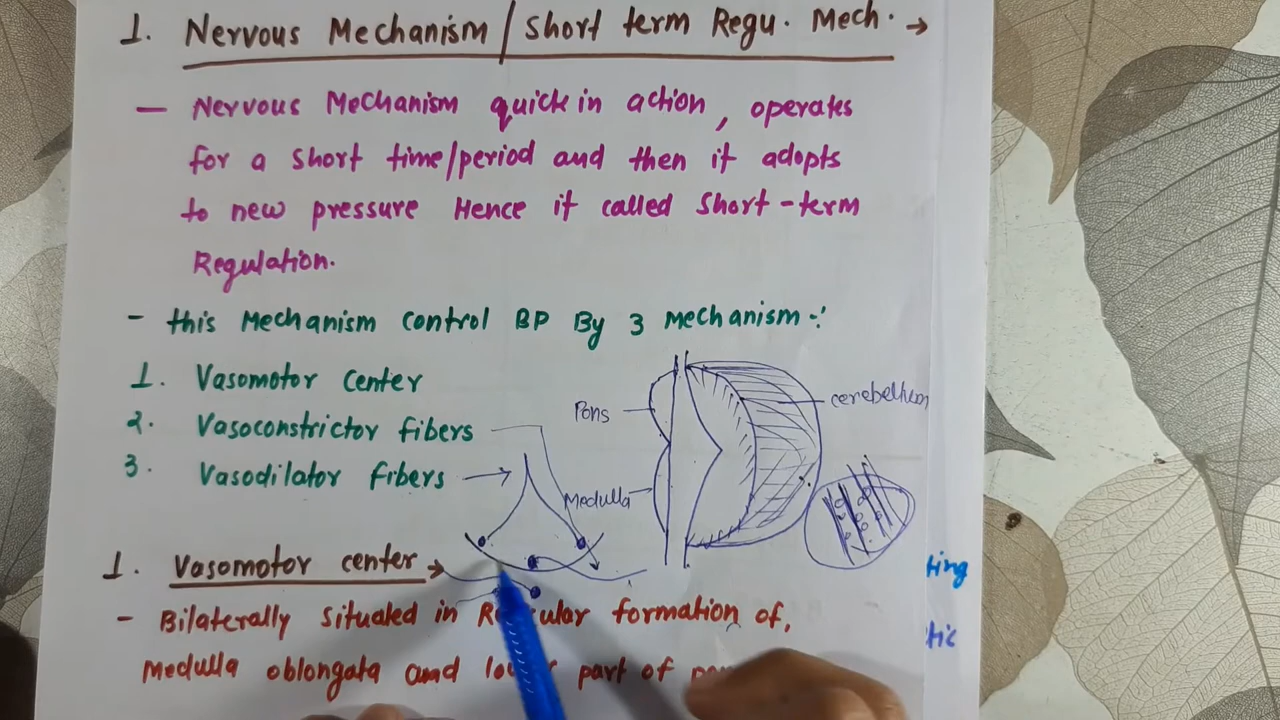 1. Nervous Mechanism/Short term Regu. Mech. →
- Nervous Mechanism quick in action, operates
for a short time/period and then it adopts
to new pressure Hence it called Short-term
Regulation.
- this Mechanism control BP By 3 Mechanism:
1. Vasomotor Center
2. Vasoconstrictor fibers
3. Vasodilator fibers →
Pons
cerebellum
Medulla
1. Vasomotor center →
- Bilaterally situated in formation of,
Medulla oblongata and part of